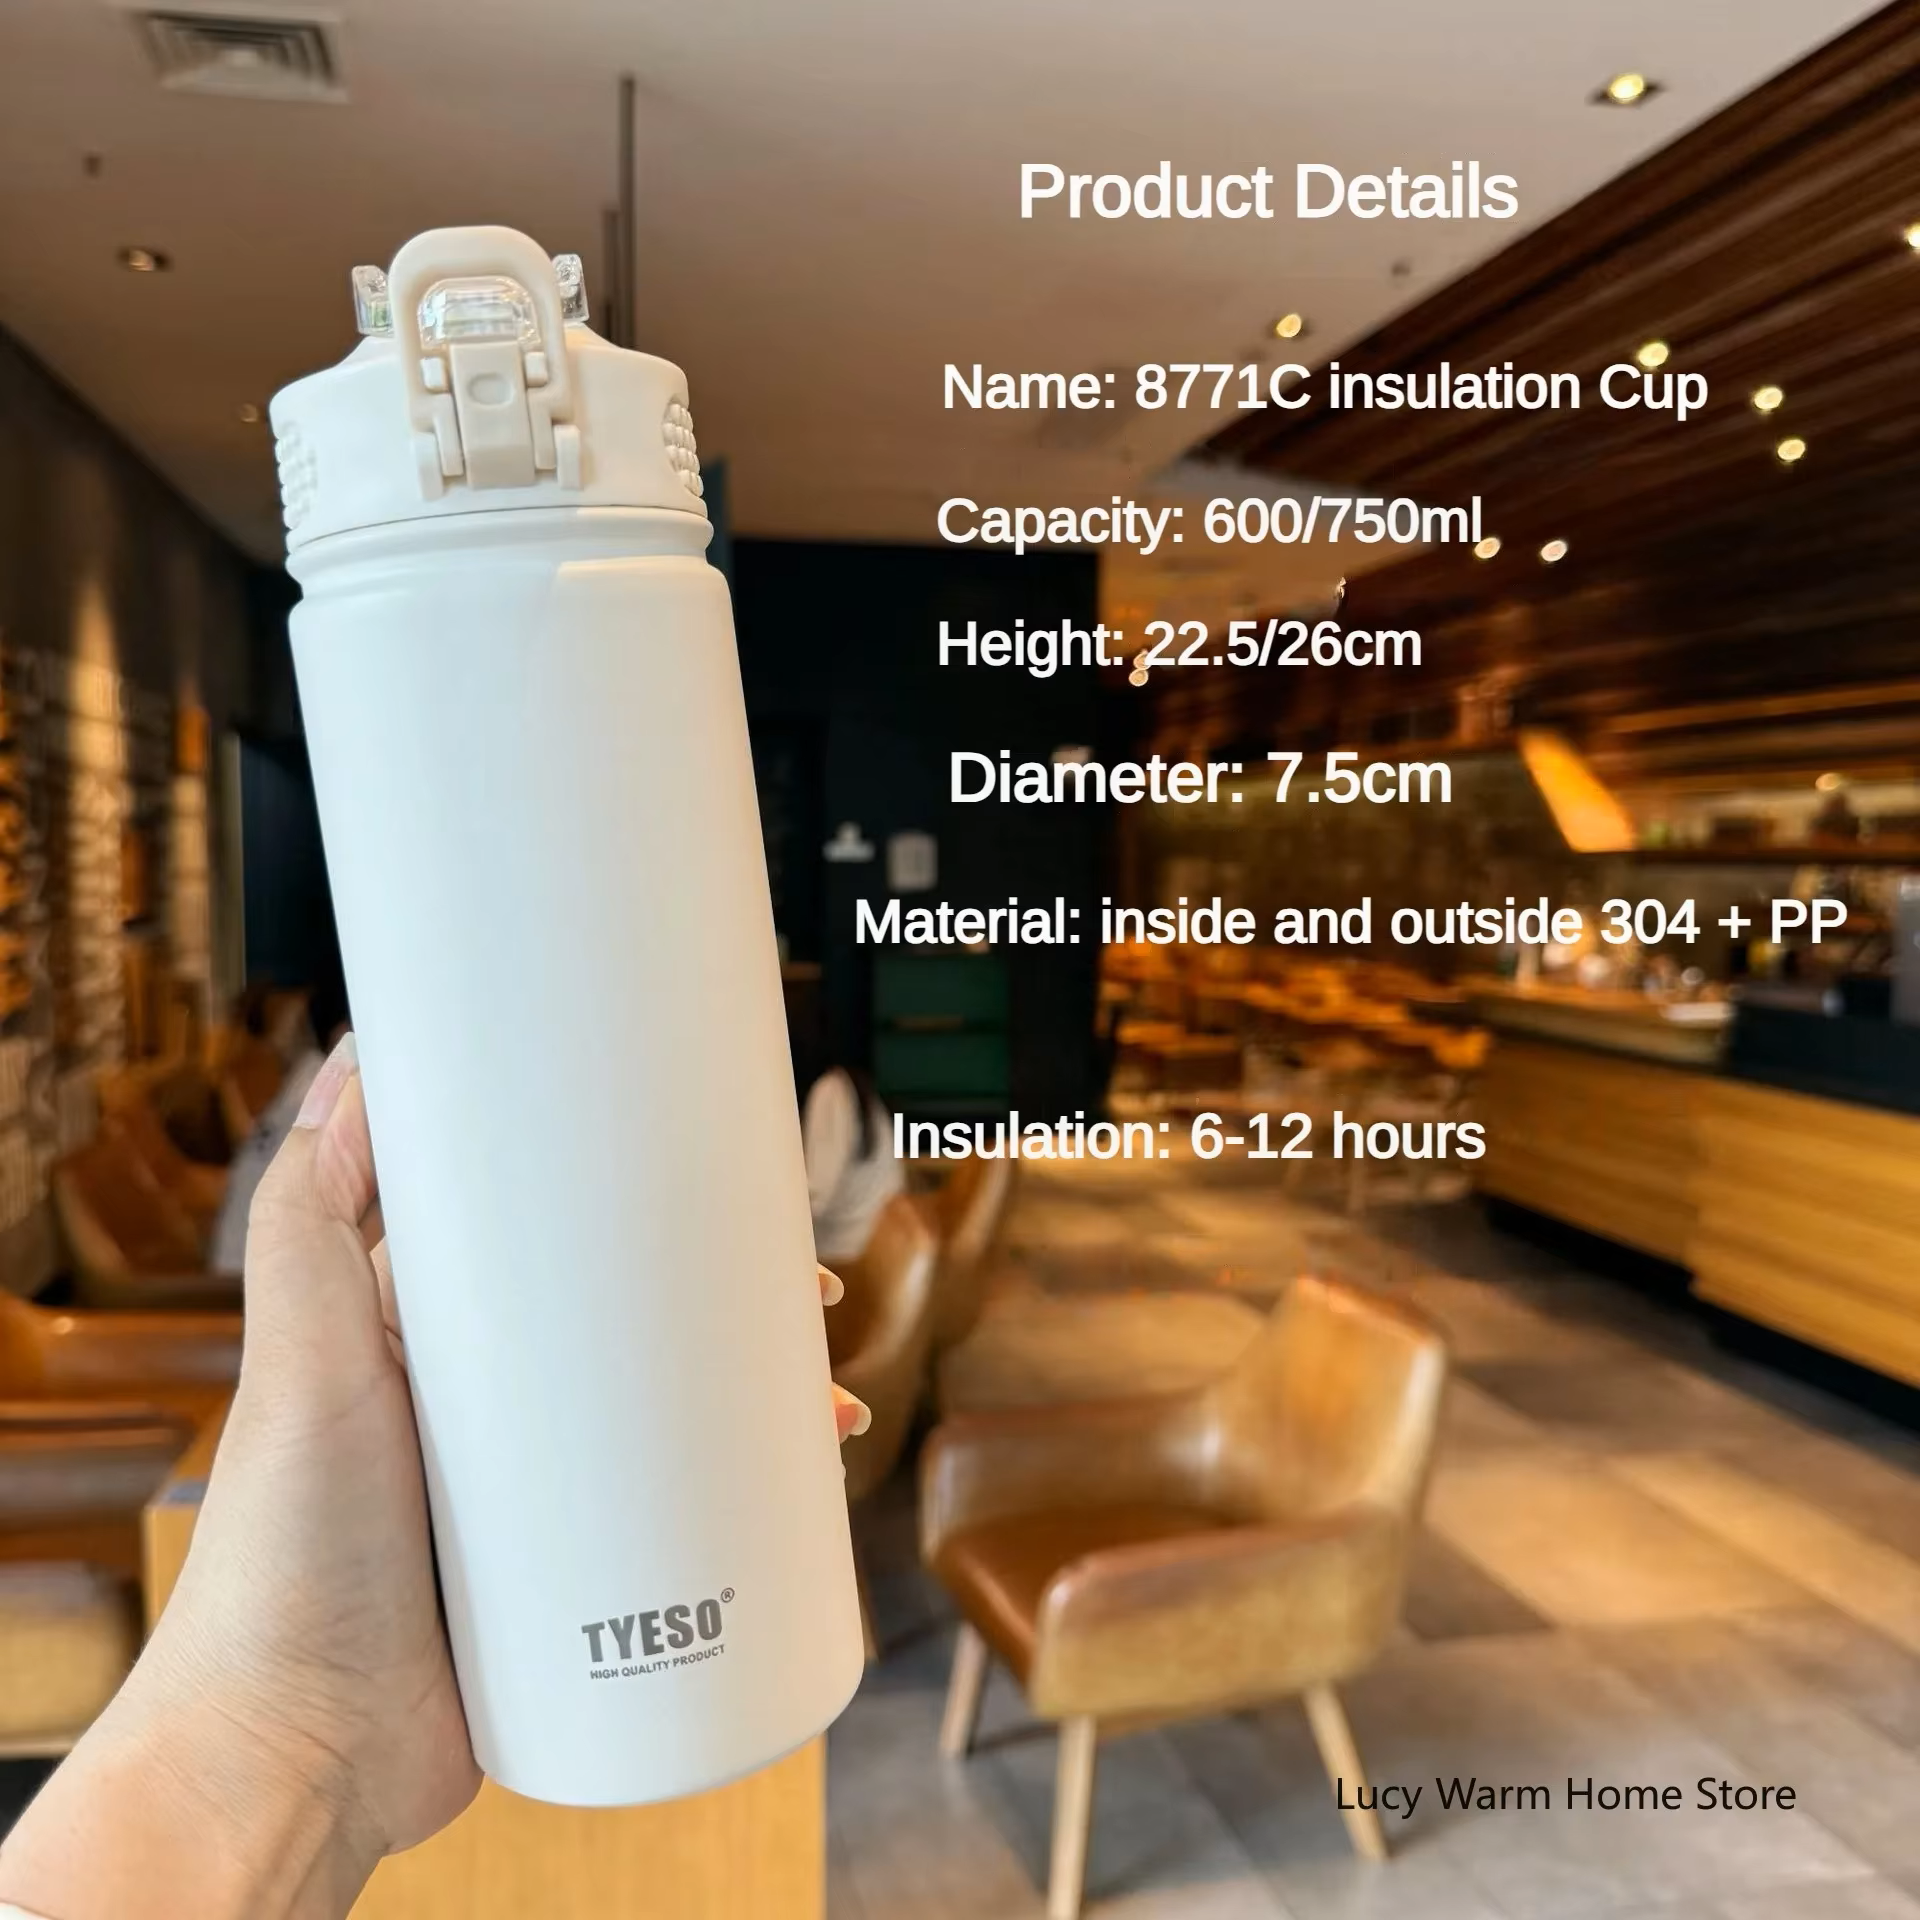 Product Details
Name: 8771C insulation Cup
Capacity: 600/750ml
Height: 22.5/26cm
Diameter: 7.5cm
Material: inside and outside 304 + PP
Insulation: 6-12 hours
TYESO®
HIGH QUALITY PRODUCT
Lucy Warm Home Store